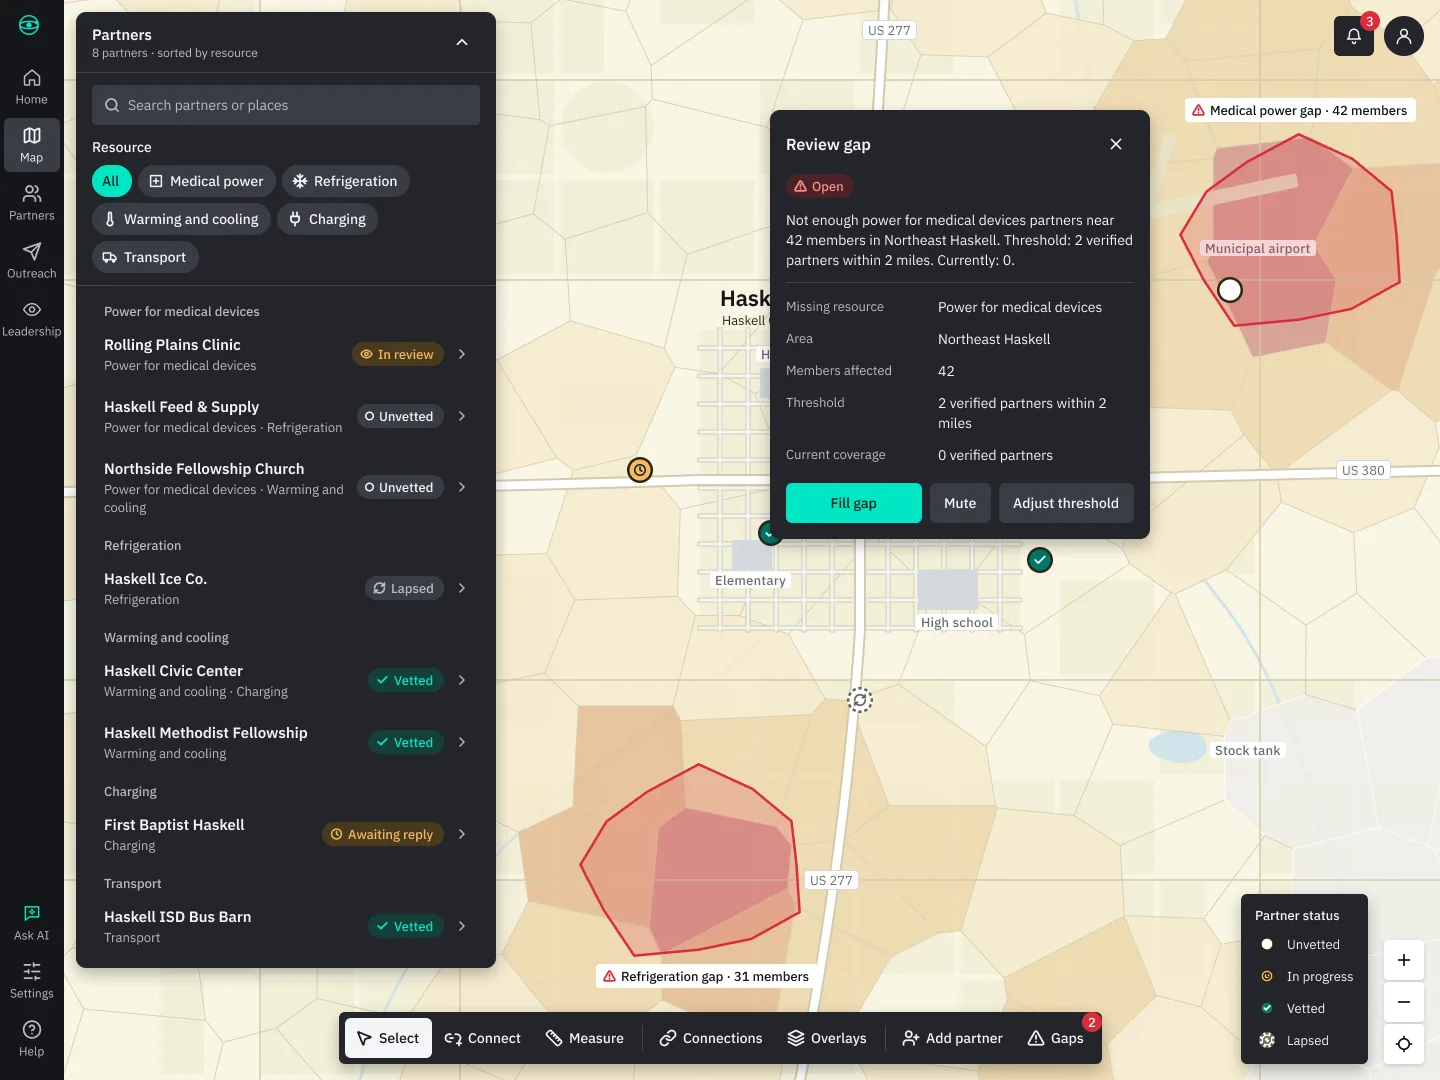 Home
Map
Partners
Outreach
Leadership
Ask AI
Settings
Help
Partners
8 partners · sorted by resource
Search partners or places
Resource
All
Medical power
Refrigeration
Warming and cooling
Charging
Transport
Power for medical devices
Rolling Plains Clinic
Power for medical devices
In review
Haskell Feed & Supply
Power for medical devices · Refrigeration
Unvetted
Northside Fellowship Church
Power for medical devices · Warming and
cooling
Unvetted
Refrigeration
Haskell Ice Co.
Refrigeration
Lapsed
Warming and cooling
Haskell Civic Center
Warming and cooling · Charging
Vetted
Haskell Methodist Fellowship
Warming and cooling
Vetted
Charging
First Baptist Haskell
Charging
Awaiting reply
Transport
Haskell ISD Bus Barn
Transport
Vetted
US 277
3
Medical power gap · 42 members
Municipal airport
Hask
Haskell
H
US 380
Elementary
High school
Stock tank
US 277
Refrigeration gap · 31 members
Review gap
Open
Not enough power for medical devices partners near
42 members in Northeast Haskell. Threshold: 2 verified
partners within 2 miles. Currently: 0.
Missing resource
Power for medical devices
Area
Northeast Haskell
Members affected
42
Threshold
2 verified partners within 2
miles
Current coverage
0 verified partners
Fill gap
Mute
Adjust threshold
Partner status
Unvetted
In progress
Vetted
Lapsed
Select
Connect
Measure
Connections
Overlays
Add partner
Gaps
2